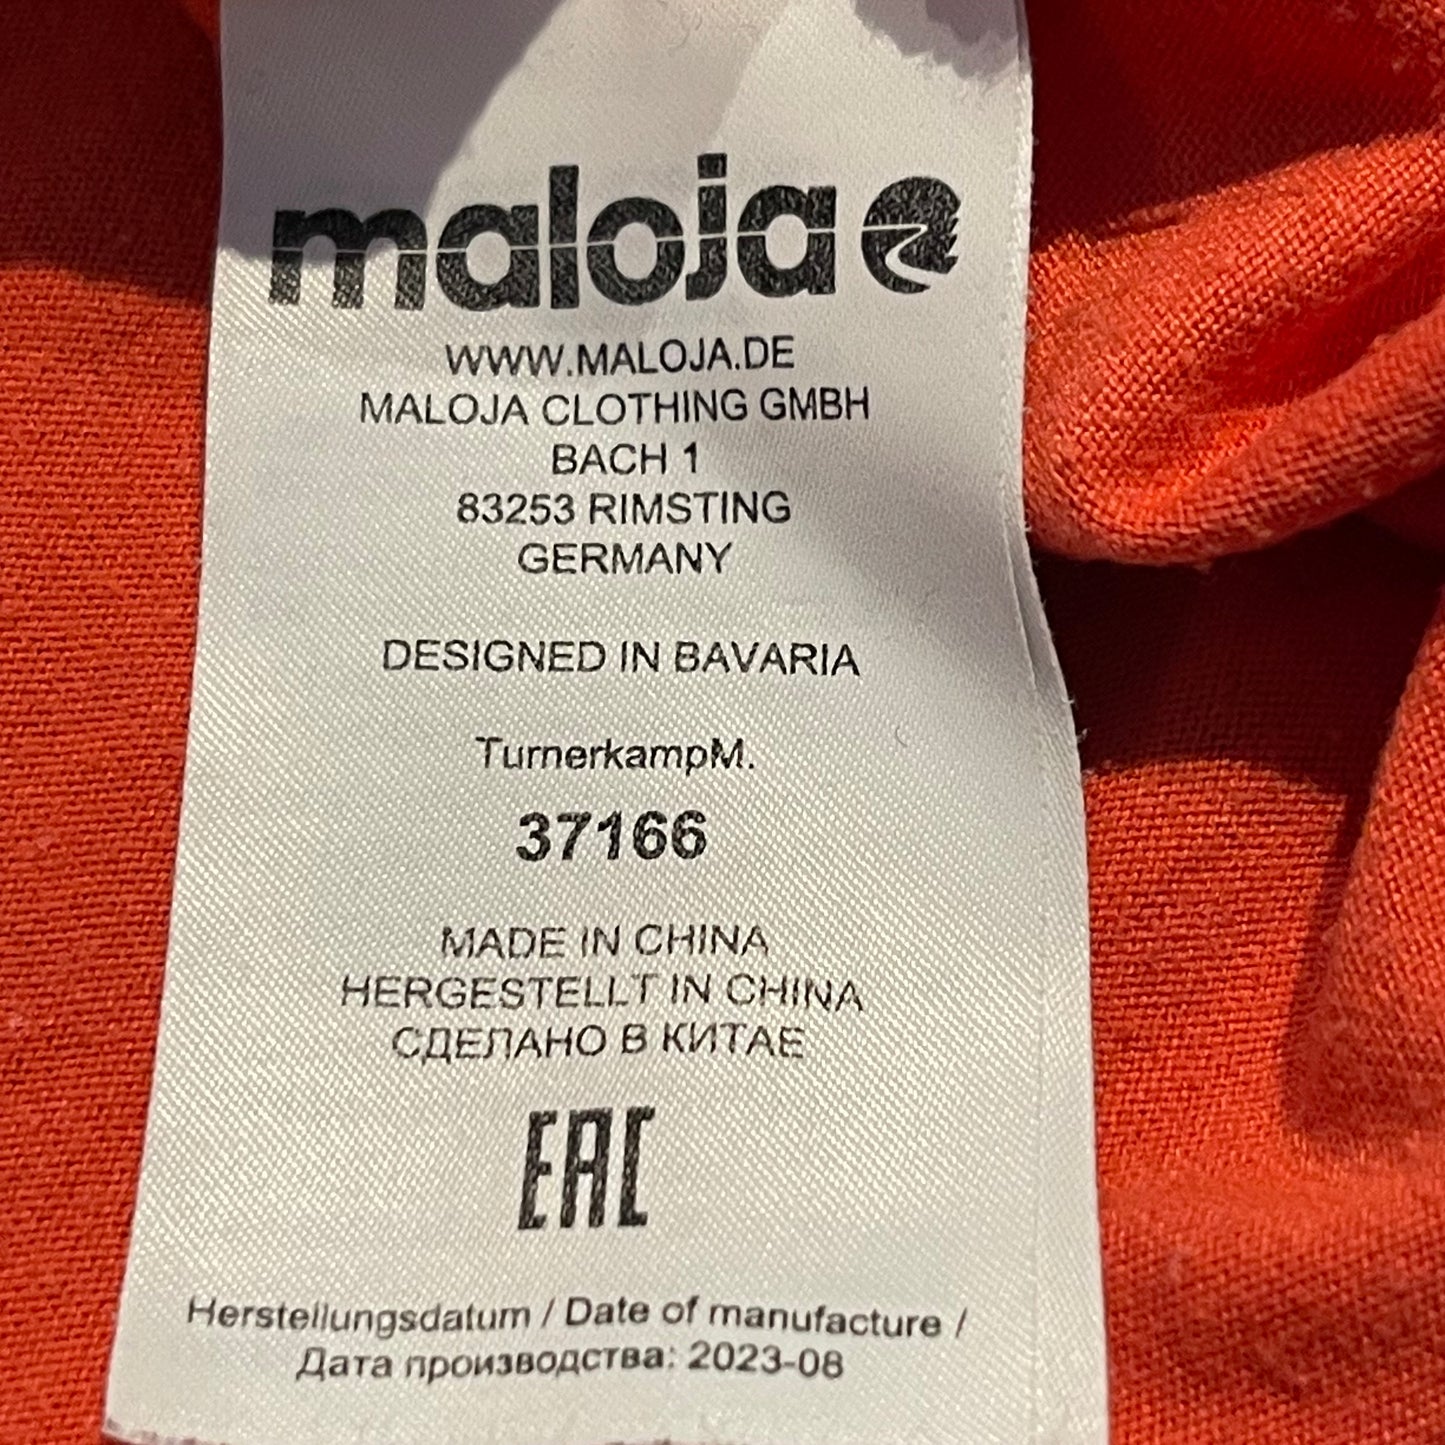 maloja
WWW.MALOJA.DE
MALOJA CLOTHING GMBH
BACH 1
83253 RIMSTING
GERMANY
DESIGNED IN BAVARIA
TurnerkampM.
37166
MADE IN CHINA
HERGESTELLT IN CHINA
СДЕЛАНО В КИТАЕ
EAC
Herstellungsdatum / Date of manufacture /
Дата производства: 2023-08